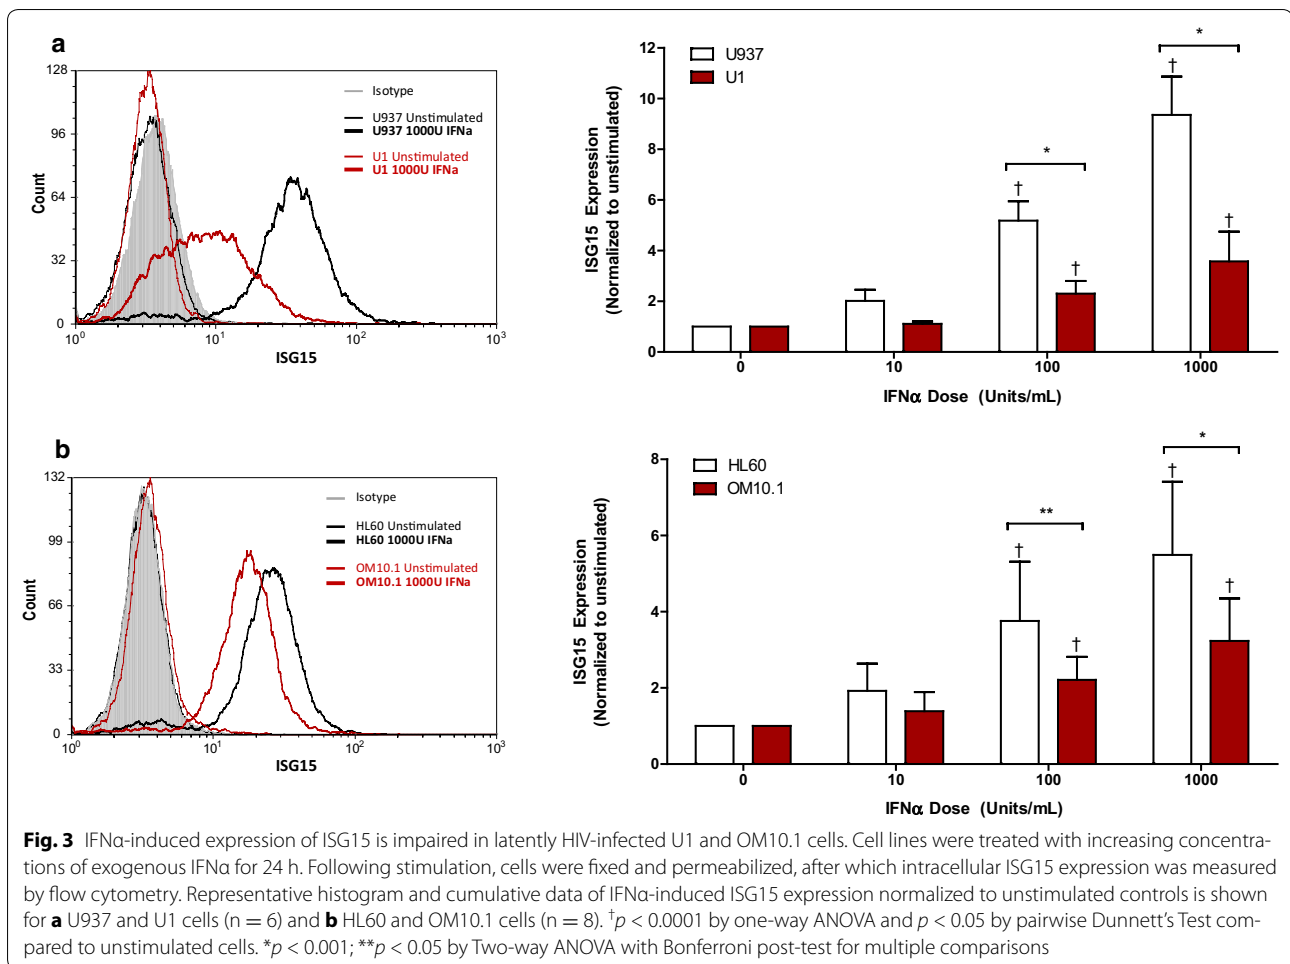 a
128
96
64
32
0
Count
10⁰
10¹
10²
10³
ISG15
Isotype
U937 Unstimulated
U937 1000U IFNa
U1 Unstimulated
U1 1000U IFNa
U937
U1
12
10
8
6
4
2
0
ISG15 Expression
(Normalized to unstimulated)
† † † †
* *
0 10 100 1000
IFNα Dose (Units/mL)
b
132
99
66
33
0
Count
10⁰
10¹
10²
10³
ISG15
Isotype
HL60 Unstimulated
HL60 1000U IFNa
OM10.1 Unstimulated
OM10.1 1000U IFNa
HL60
OM10.1
8
6
4
2
0
ISG15 Expression
(Normalized to unstimulated)
† † † †
** *
0 10 100 1000
IFNα Dose (Units/mL)
Fig. 3 IFNα-induced expression of ISG15 is impaired in latently HIV-infected U1 and OM10.1 cells. Cell lines were treated with increasing concentra-
tions of exogenous IFNα for 24 h. Following stimulation, cells were fixed and permeabilized, after which intracellular ISG15 expression was measured
by flow cytometry. Representative histogram and cumulative data of IFNα-induced ISG15 expression normalized to unstimulated controls is shown
for a U937 and U1 cells (n = 6) and b HL60 and OM10.1 cells (n = 8). †p < 0.0001 by one-way ANOVA and p < 0.05 by pairwise Dunnett’s Test com-
pared to unstimulated cells. *p < 0.001; **p < 0.05 by Two-way ANOVA with Bonferroni post-test for multiple comparisons